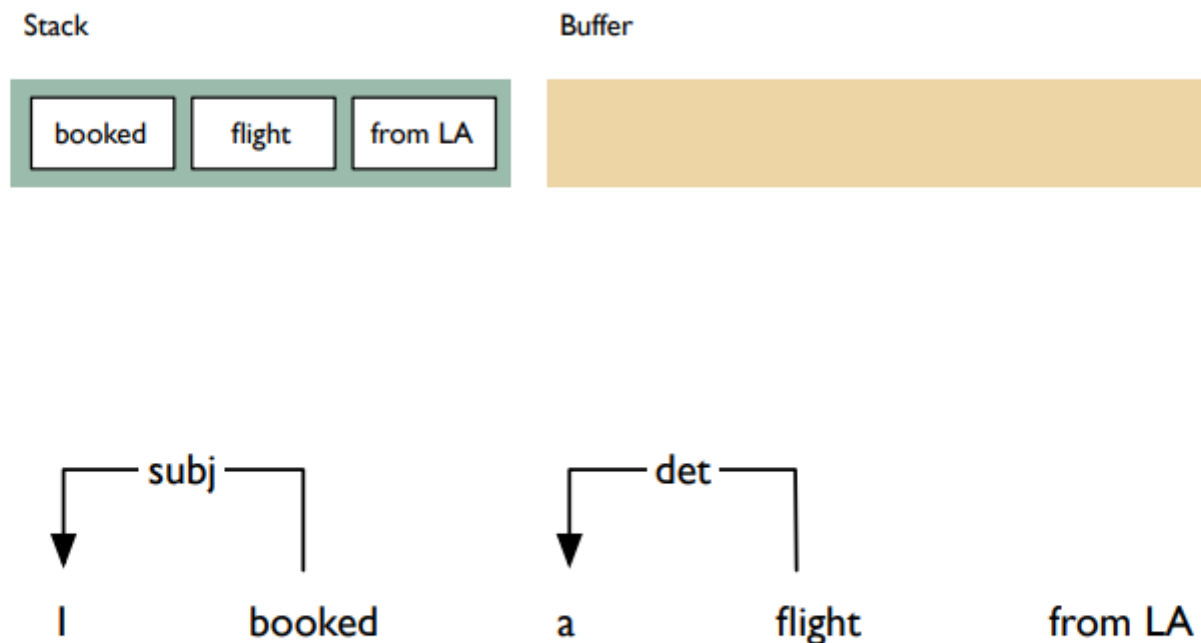 Stack Buffer
booked flight from LA
subj det
I booked a flight from LA